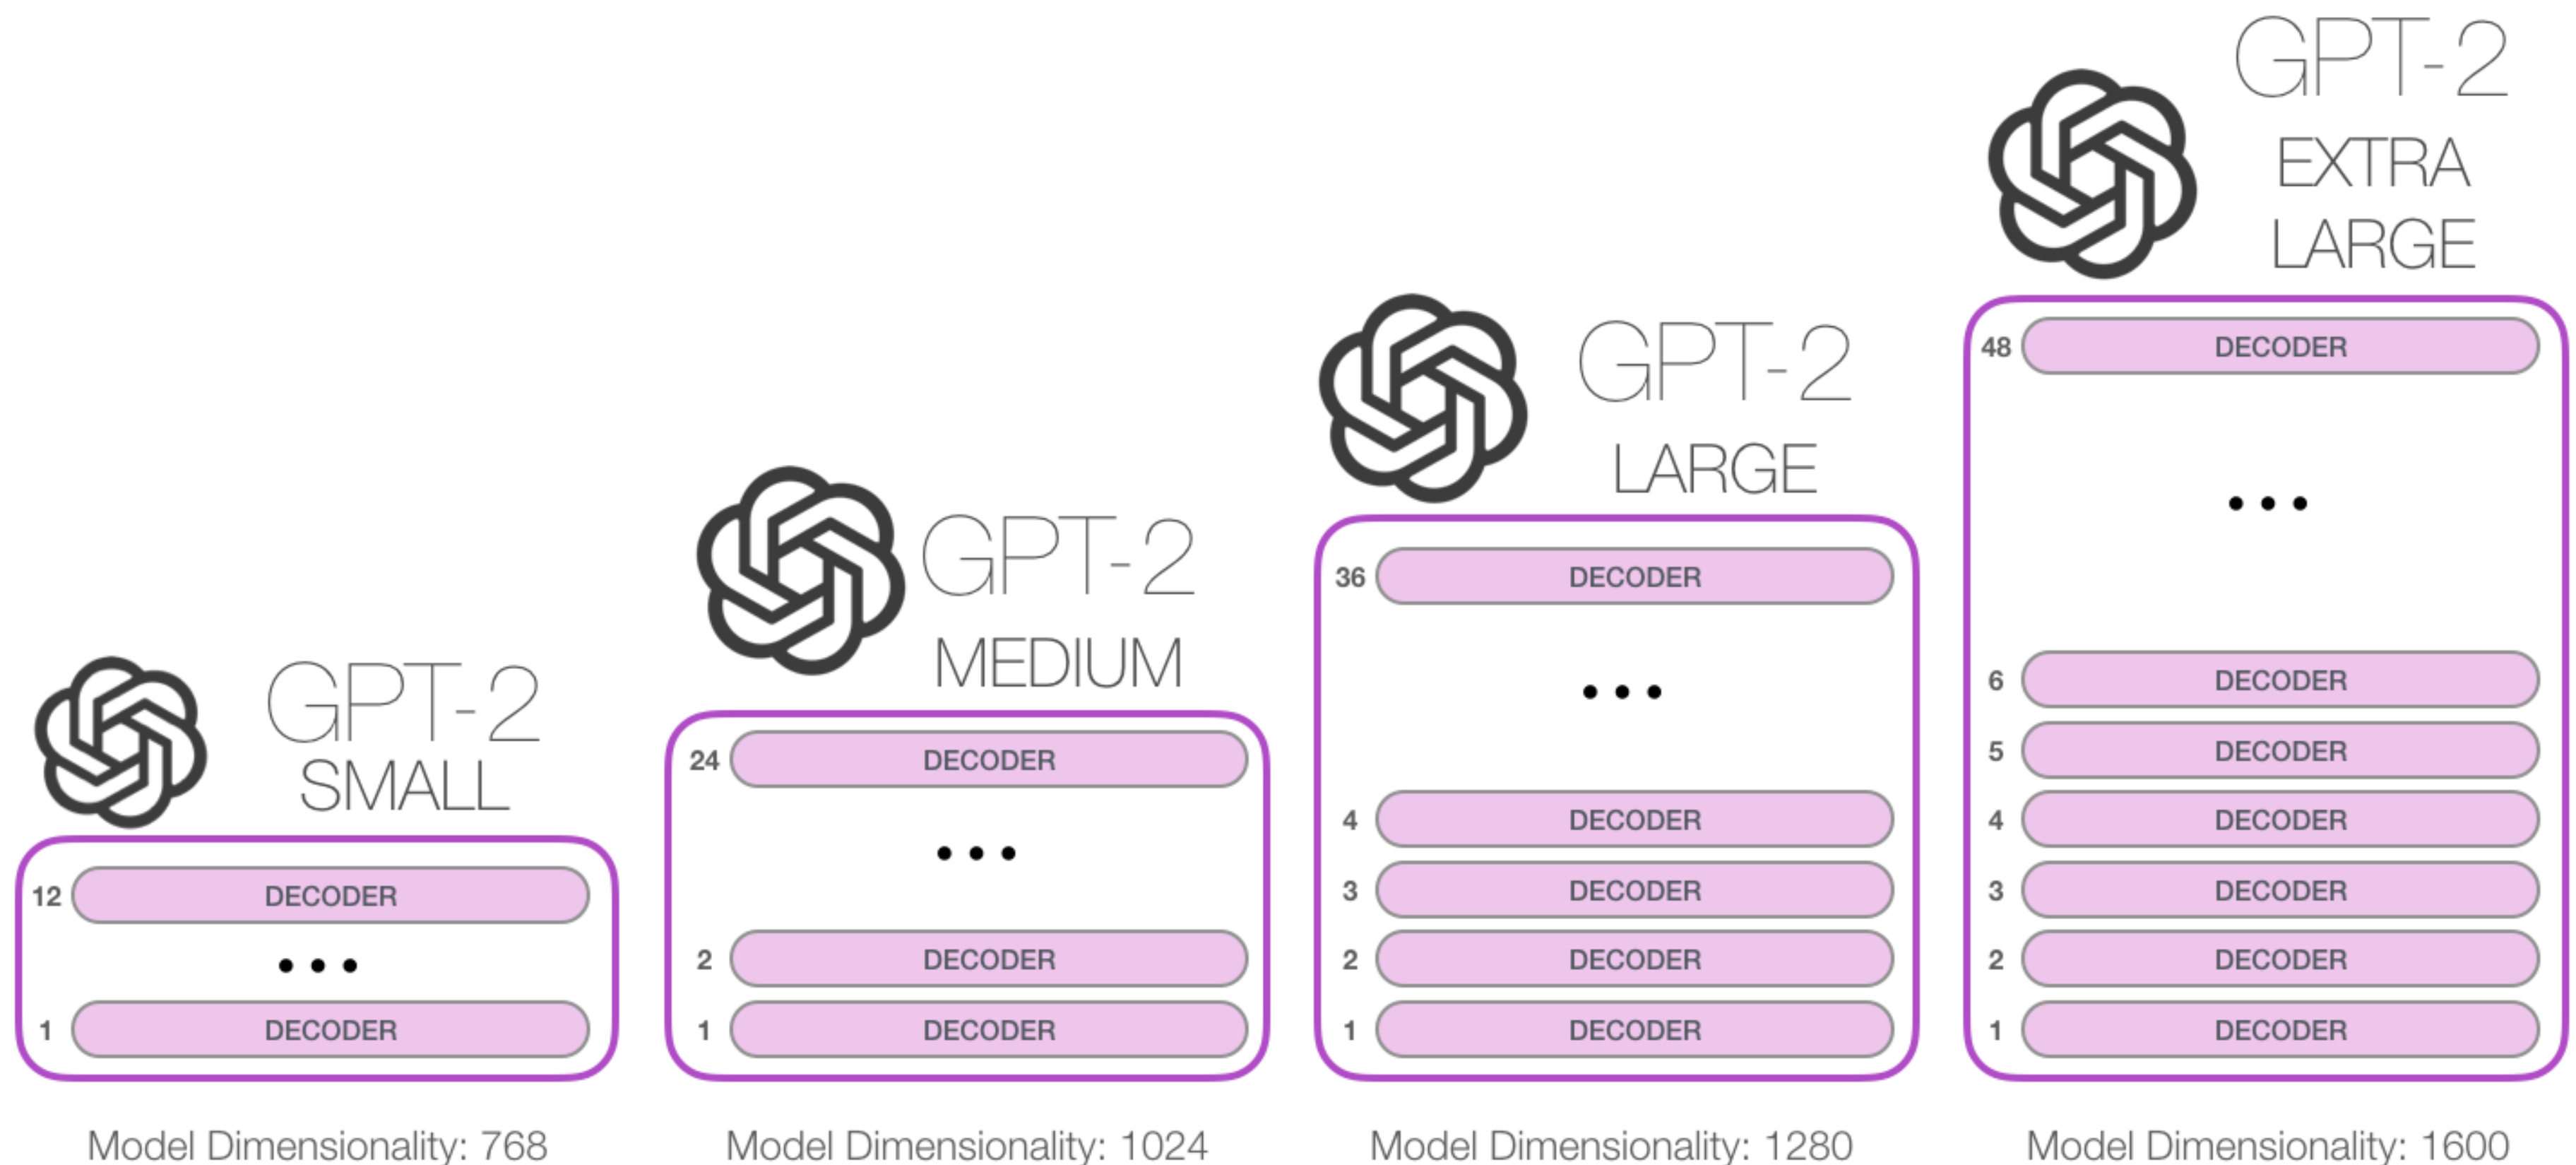 GPT-2
SMALL
12 DECODER
...
1 DECODER
Model Dimensionality: 768
GPT-2
MEDIUM
24 DECODER
...
2 DECODER
1 DECODER
Model Dimensionality: 1024
GPT-2
LARGE
36 DECODER
...
4 DECODER
3 DECODER
2 DECODER
1 DECODER
Model Dimensionality: 1280
GPT-2
EXTRA
LARGE
48 DECODER
...
6 DECODER
5 DECODER
4 DECODER
3 DECODER
2 DECODER
1 DECODER
Model Dimensionality: 1600